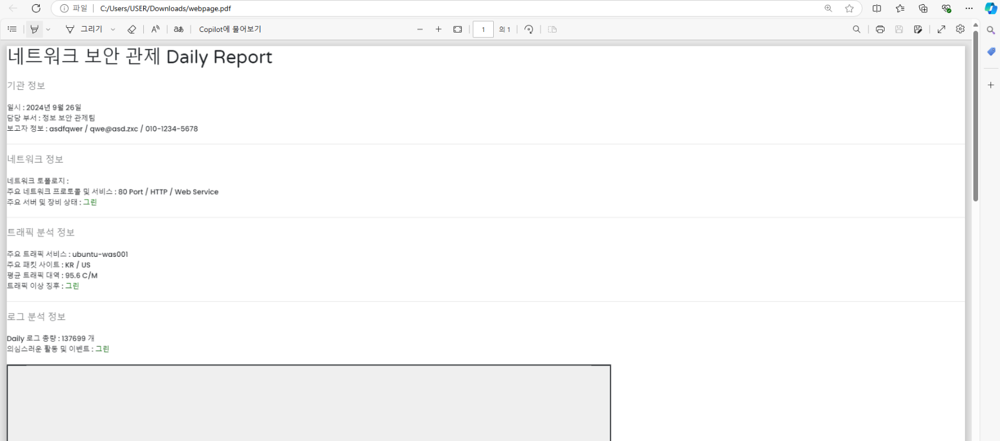 파일
C:/Users/USER/Downloads/webpage.pdf
그리기
aあ
Copilot에 물어보기
1
의 1
네트워크 보안 관제 Daily Report
기관 정보
일시 : 2024년 9월 26일
담당 부서 : 정보 보안 관제팀
보고자 정보 : asdfqwer / qwe@asd.zxc / 010-1234-5678
네트워크 정보
네트워크 토폴로지 :
주요 네트워크 프로토콜 및 서비스 : 80 Port / HTTP / Web Service
주요 서버 및 장비 상태 : 그린
트래픽 분석 정보
주요 트래픽 서비스 : ubuntu-was001
주요 패킷 사이트 : KR / US
평균 트래픽 대역 : 95.6 C/M
트래픽 이상 징후 : 그린
로그 분석 정보
Daily 로그 총량 : 137699 개
의심스러운 활동 및 이벤트 : 그린